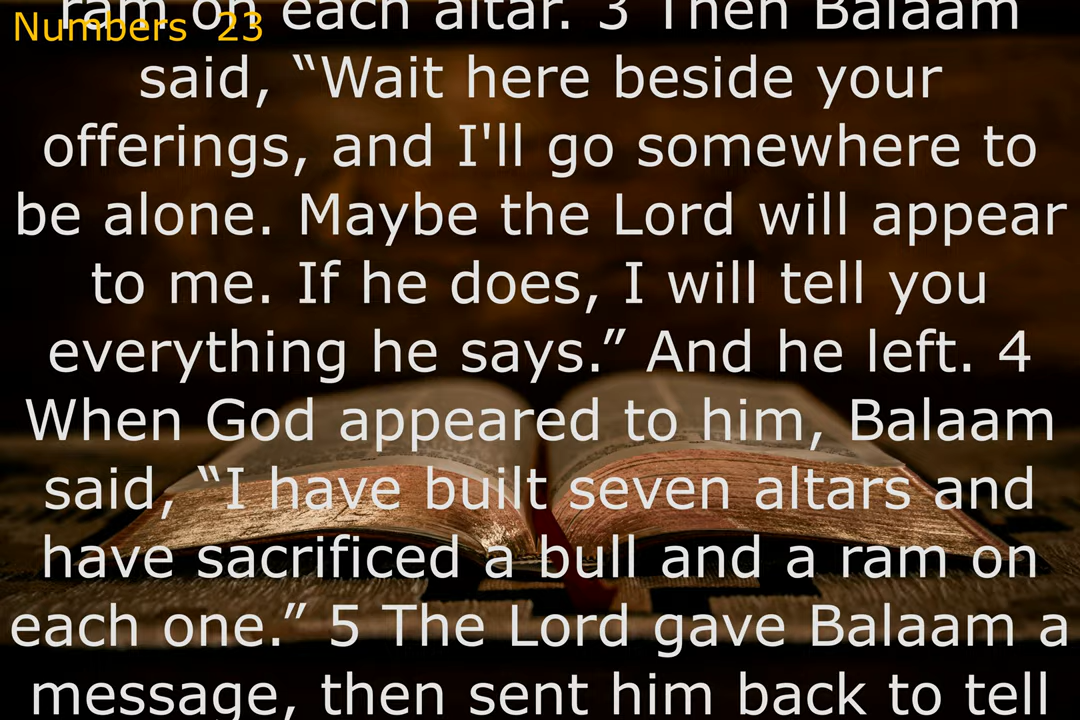 ram on each altar. 3 Then Balaam
Numbers 23
said, “Wait here beside your
offerings, and I'll go somewhere to
be alone. Maybe the Lord will appear
to me. If he does, I will tell you
everything he says.” And he left. 4
When God appeared to him, Balaam
said, “I have built seven altars and
have sacrificed a bull and a ram on
each one.” 5 The Lord gave Balaam a
message, then sent him back to tell